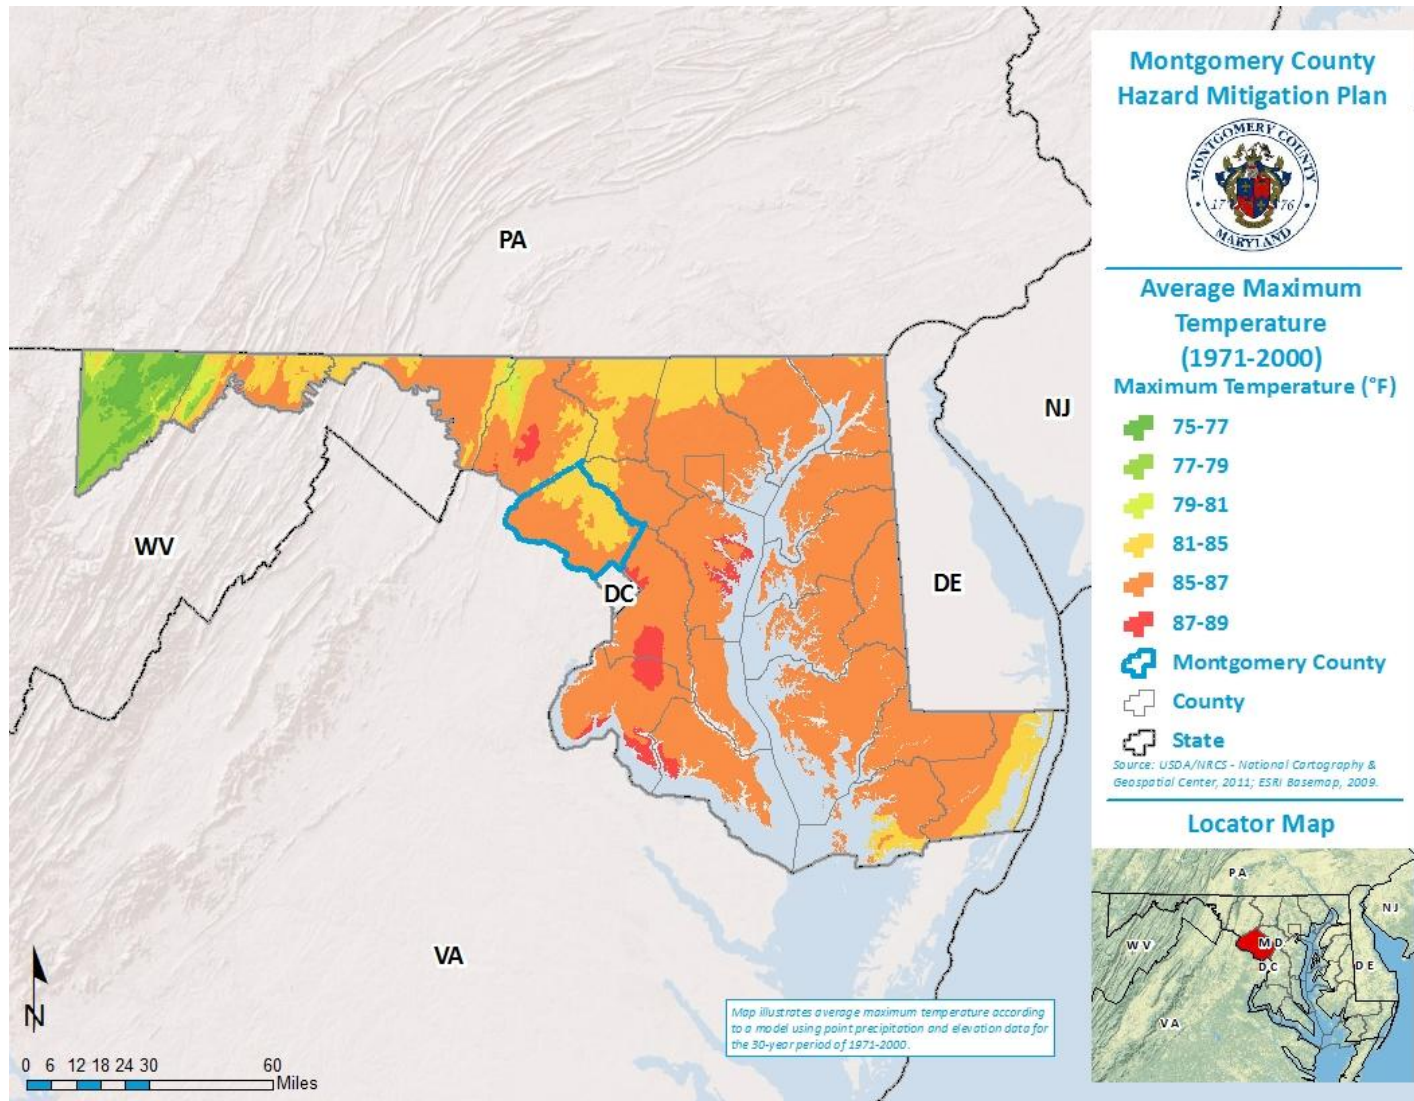 PA
NJ
WV
DE
DC
VA
N
0 6 12 18 24 30 60
Miles
Map illustrates average maximum temperature according
to a model using point precipitation and elevation data for
the 30-year period of 1971-2000.
Montgomery County
Hazard Mitigation Plan
MONTGOMERY COUNTY
17 76
MARYLAND
Average Maximum
Temperature
(1971-2000)
Maximum Temperature (°F)
75-77
77-79
79-81
81-85
85-87
87-89
Montgomery County
County
State
Source: USDA/NRCS - National Cartography &
Geospatial Center, 2011; ESRI Basemap, 2009.
Locator Map
PA
NJ
WV
MD
DC
DE
VA